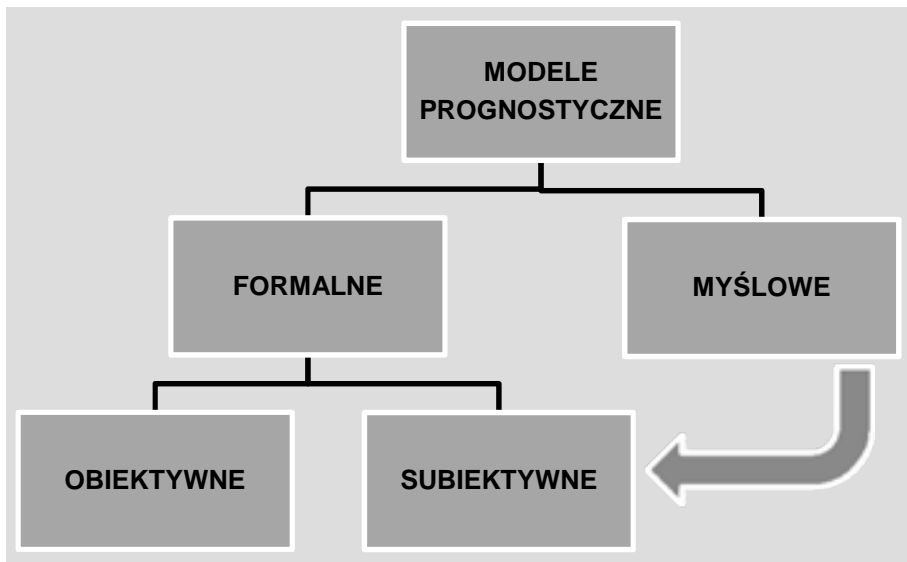 MODELE
PROGNOSTYCZNE
FORMALNE
MYŚLOWE
OBIEKTYWNE
SUBIEKTYWNE